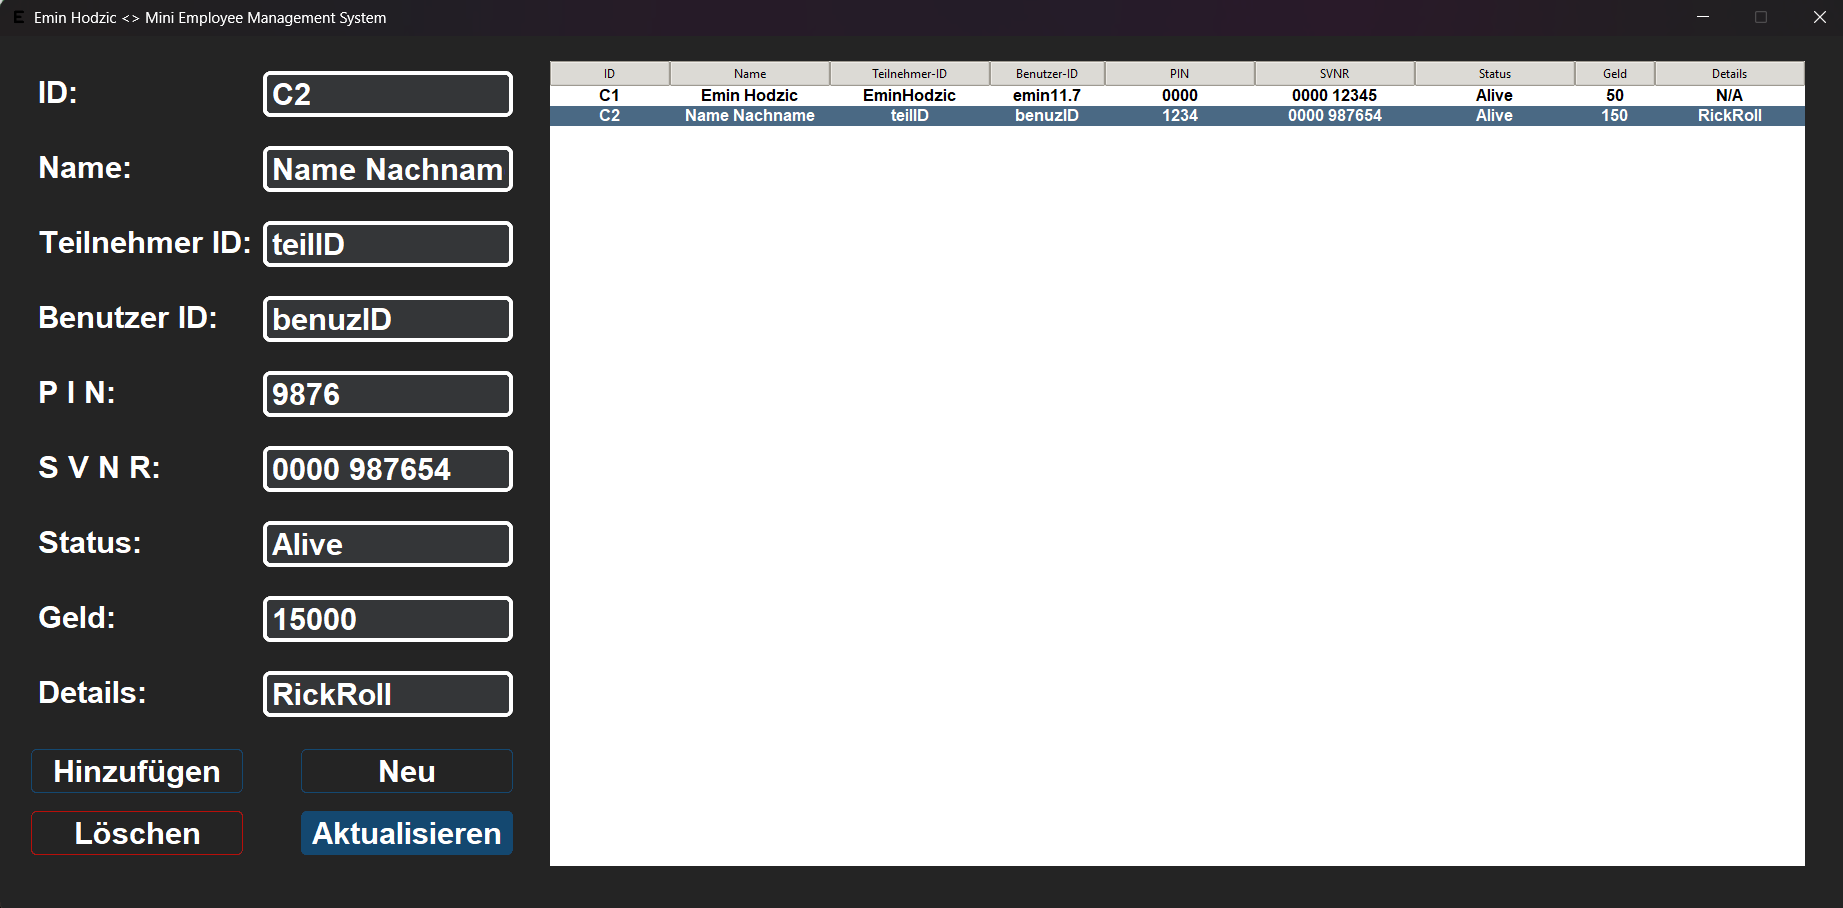 E Emin Hodzic <> Mini Employee Management System
ID: C2
Name: Name Nachnam
Teilnehmer ID: teilID
Benutzer ID: benuzID
P I N: 9876
S V N R: 0000 987654
Status: Alive
Geld: 15000
Details: RickRoll
Hinzufügen Neu
Löschen Aktualisieren
ID Name Teilnehmer-ID Benutzer-ID PIN SVNR Status Geld Details
C1 Emin Hodzic EminHodzic emin11.7 0000 0000 12345 Alive 50 N/A
C2 Name Nachname teilID benuzID 1234 0000 987654 Alive 150 RickRoll